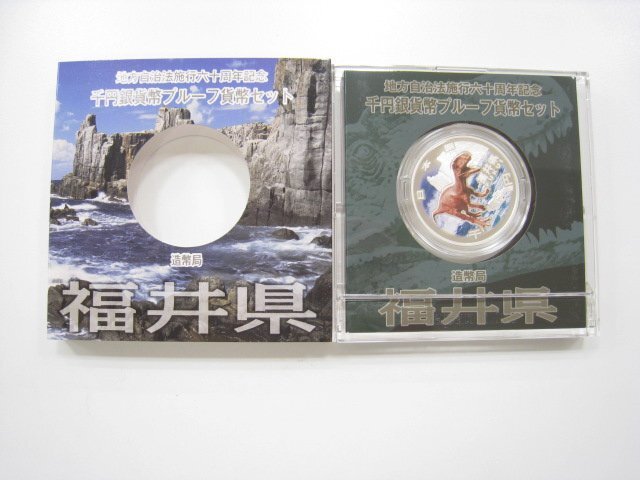 地方自治法施行六十周年記念
千円銀貨幣プルーフ貨幣セット
造幣局
福井県
地方自治法施行六十周年記念
千円銀貨幣プルーフ貨幣セット
日本国
造幣局
福井県